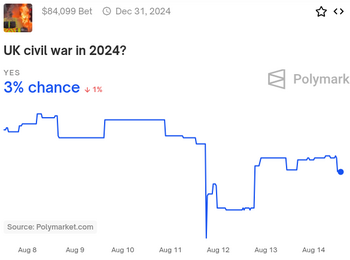 $84,099 Bet Dec 31, 2024
UK civil war in 2024?
YES
3% chance ↓ 1%
Polymark
Source: Polymarket.com
Aug 8 Aug 9 Aug 10 Aug 11 Aug 12 Aug 13 Aug 14